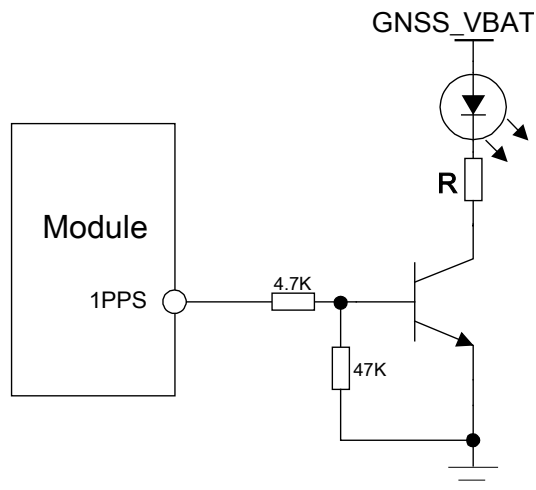 GNSS_VBAT
R
Module
1PPS
4.7K
47K